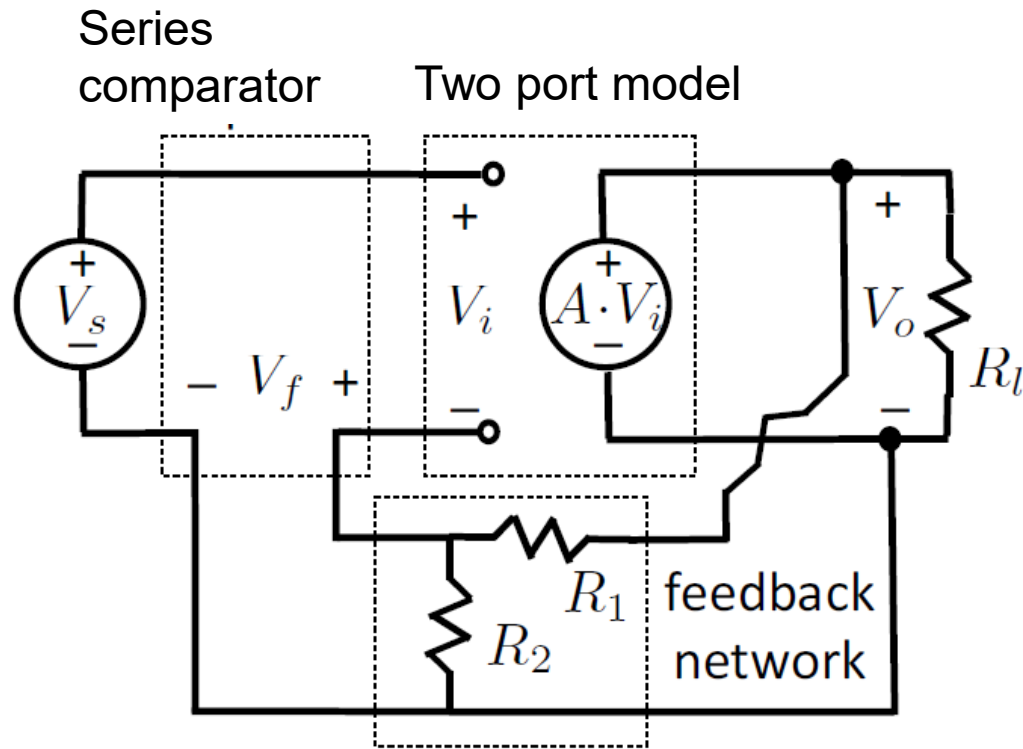 Series
comparator
Two port model
+
+
+
+
V_s
V_i
A·V_i
V_o
−
−
R_l
− V_f +
−
−
R_1
feedback
R_2
network